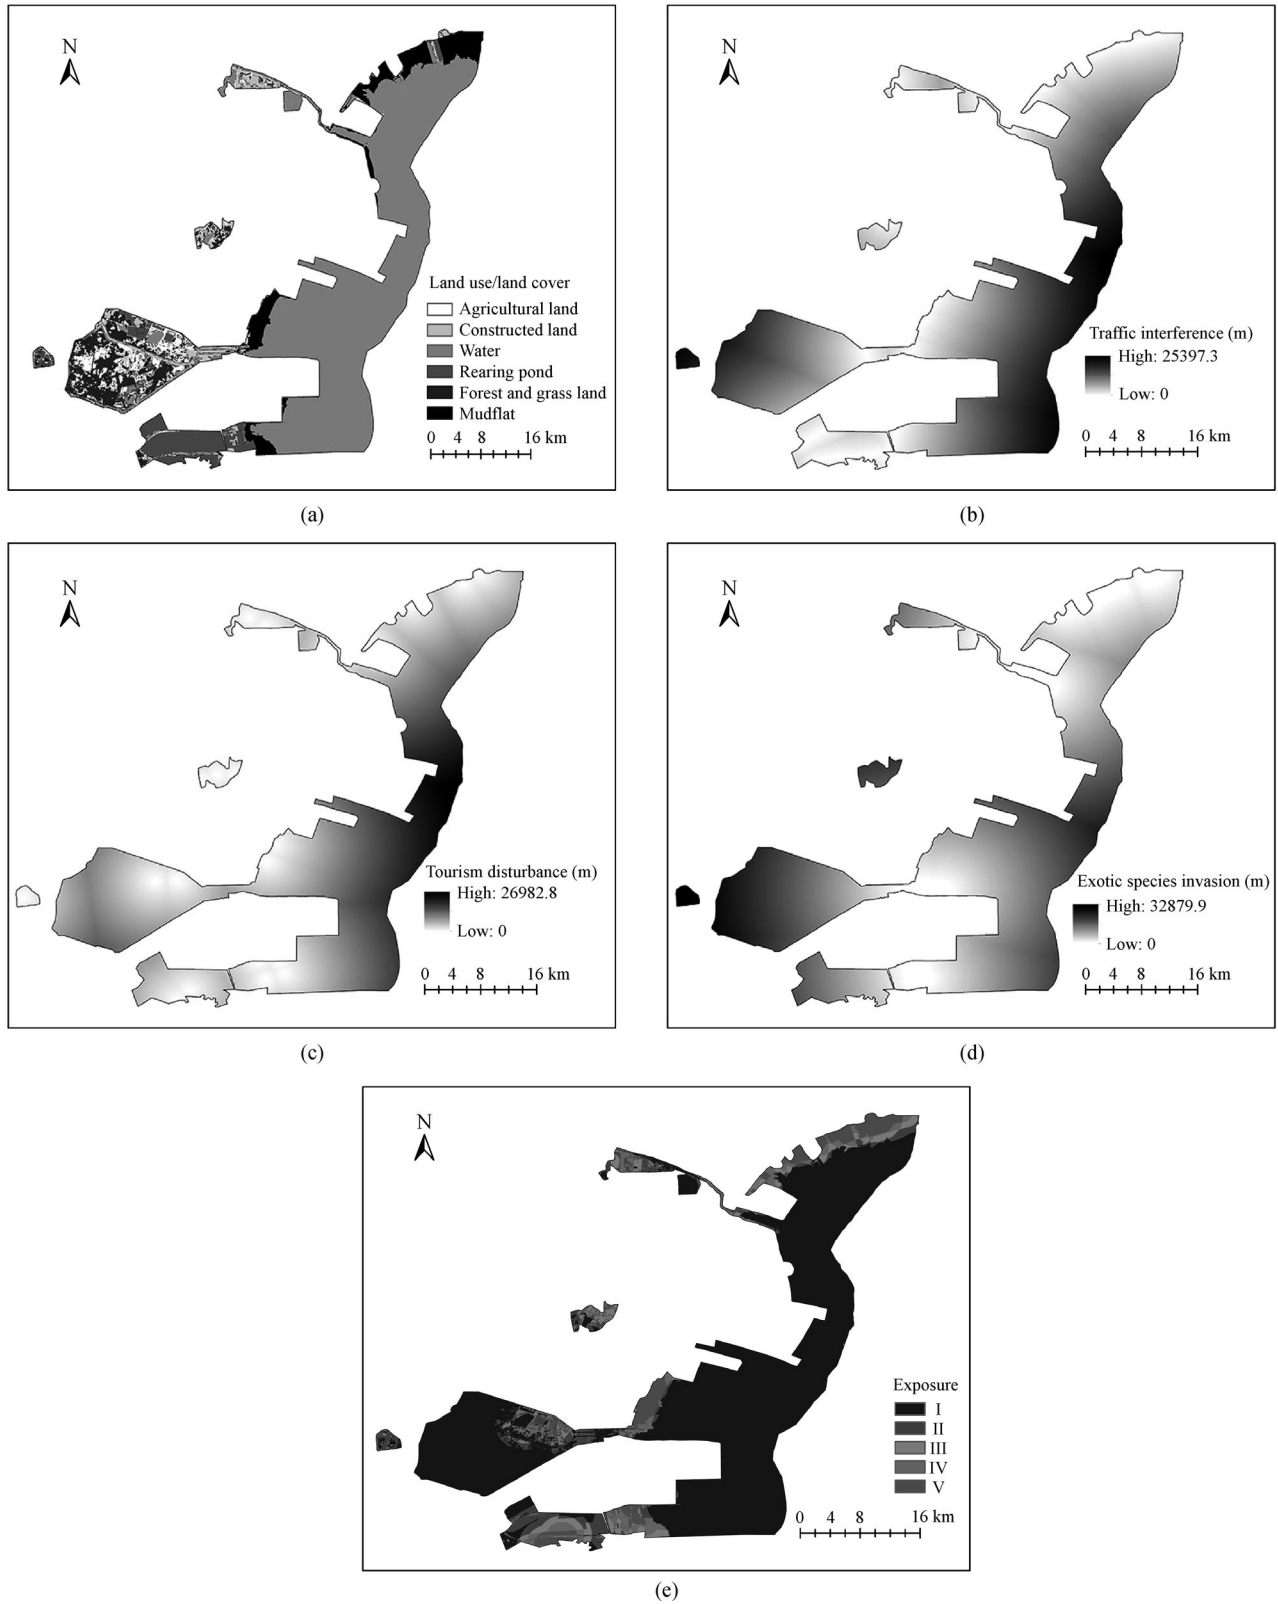 N
Land use/land cover
Agricultural land
Constructed land
Water
Rearing pond
Forest and grass land
Mudflat
0 4 8 16 km
(a)
N
Traffic interference (m)
High: 25397.3
Low: 0
0 4 8 16 km
(b)
N
Tourism disturbance (m)
High: 26982.8
Low: 0
0 4 8 16 km
(c)
N
Exotic species invasion (m)
High: 32879.9
Low: 0
0 4 8 16 km
(d)
N
Exposure
I
II
III
IV
V
0 4 8 16 km
(e)